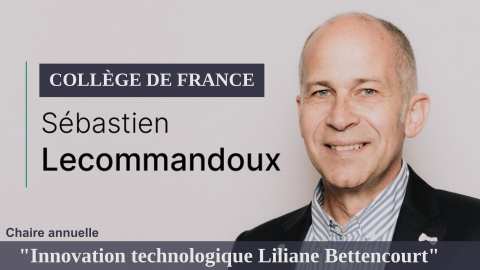 COLLÈGE DE FRANCE
Sébastien
Lecommandoux
Chaire annuelle
"Innovation technologique Liliane Bettencourt"